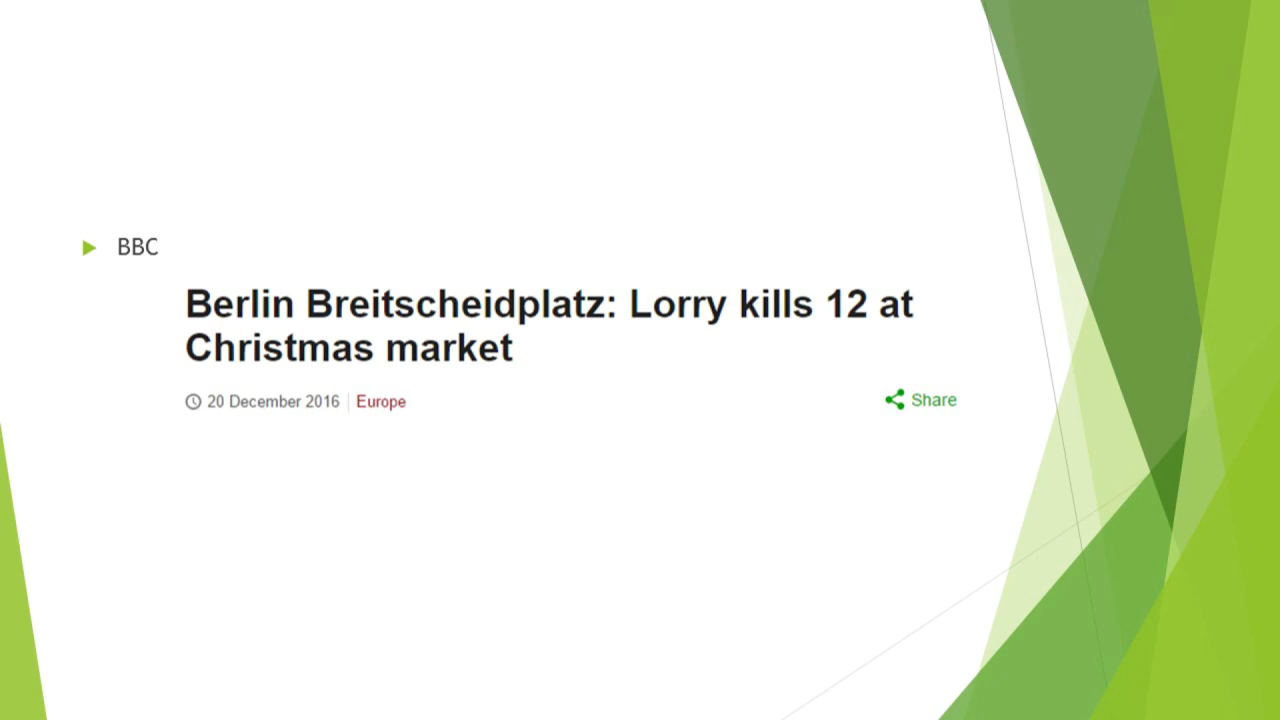 BBC
Berlin Breitscheidplatz: Lorry kills 12 at
Christmas market
20 December 2016 Europe Share